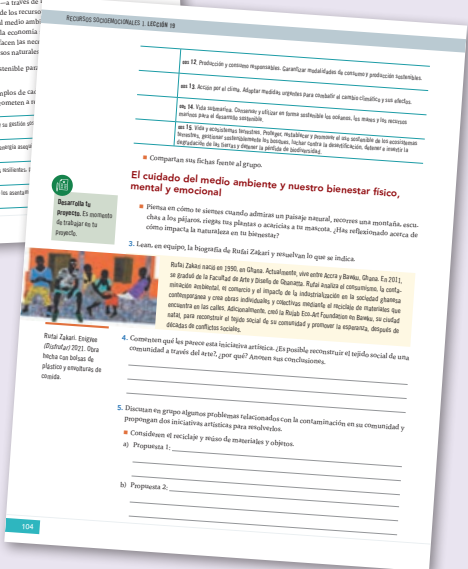 RECURSOS SOCIOEMOCIONALES 1. LECCIÓN 19
ODS 12. Producción y consumo responsables. Garantizar modalidades de consumo y producción sostenibles.
ODS 13. Acción por el clima. Adoptar medidas urgentes para combatir el cambio climático y sus efectos.
ODS 14. Vida submarina. Conservar y utilizar en forma sostenible los océanos, los mares y los recursos
marinos para el desarrollo sostenible.
ODS 15. Vida y ecosistemas terrestres. Proteger, restablecer y promover el uso sostenible de los ecosistemas
terrestres, gestionar sosteniblemente los bosques, luchar contra la desertificación, detener e invertir la
degradación de las tierras y detener la pérdida de biodiversidad.
Compartan sus fichas frente al grupo.
El cuidado del medio ambiente y nuestro bienestar físico,
mental y emocional
Desarrolla tu
proyecto. Es momento
de trabajar en tu
proyecto.
Piensa en cómo te sientes cuando admiras un paisaje natural, recorres una montaña, escu-
chas a los pájaros, riegas tus plantas o acaricias a tu mascota. ¿Has reflexionado acerca de
cómo impacta la naturaleza en tu bienestar?
3. Lean, en equipo, la biografía de Rufai Zakari y resuelvan lo que se indica.
Rufai Zakari nació en 1990, en Ghana. Actualmente, vive entre Accra y Bawku, Ghana. En 2011,
se graduó de la Facultad de Arte y Diseño de Ghanatta. Rufai analiza el consumismo, la conta-
minación ambiental, el comercio y el impacto de la industrialización en la sociedad ghanesa
contemporánea y crea obras individuales y colectivas mediante el reciclaje de materiales que
encuentra en las calles. Adicionalmente, creó la Rujab Eco-Art Foundation en Bawku, su ciudad
natal, para reconstruir el tejido social de su comunidad y promover la esperanza, después de
décadas de conflictos sociales.
Rufai Zakari. Enigyee
(Disfrutar) 2021. Obra
hecha con bolsas de
plástico y envolturas de
comida.
4. Comenten qué les parece esta iniciativa artística. ¿Es posible reconstruir el tejido social de una
comunidad a través del arte?, ¿por qué? Anoten sus conclusiones.
5. Discutan en grupo algunos problemas relacionados con la contaminación en su comunidad y
propongan dos iniciativas artísticas para resolverlos.
Consideren el reciclaje y reúso de materiales y objetos.
a) Propuesta 1:
b) Propuesta 2:
104